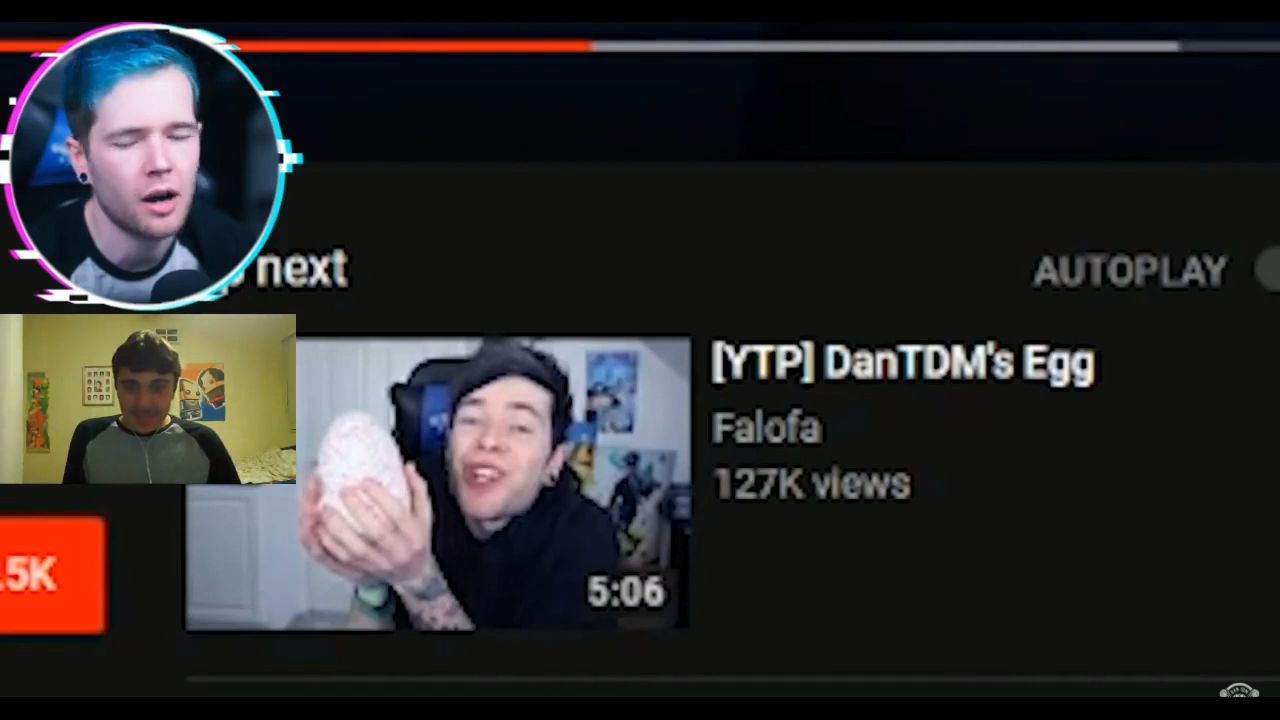 next
AUTOPLAY
[YTP] DanTDM's Egg
Falofa
127K views
5:06
.5K